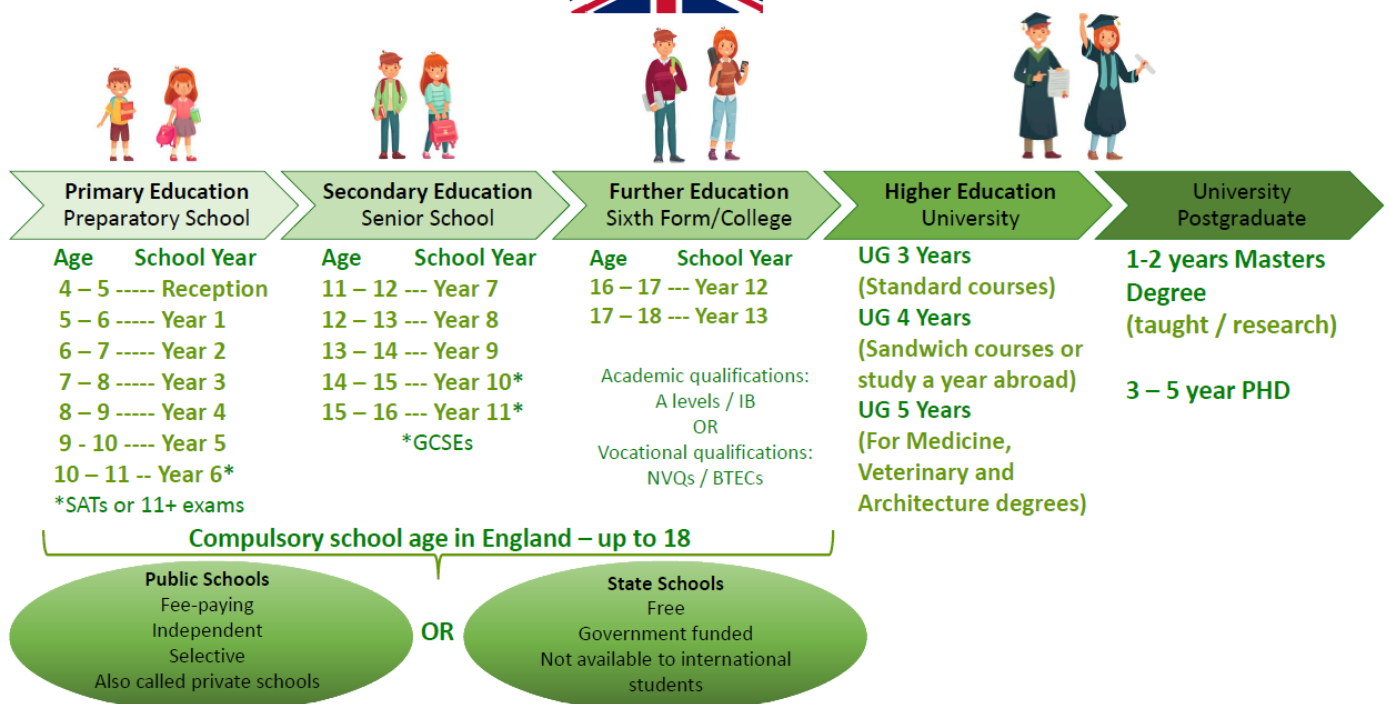 Primary Education
Preparatory School
Secondary Education
Senior School
Further Education
Sixth Form/College
Higher Education
University
University
Postgraduate
Age School Year
4 – 5 ----- Reception
5 – 6 ----- Year 1
6 – 7 ----- Year 2
7 – 8 ----- Year 3
8 – 9 ----- Year 4
9 - 10 ---- Year 5
10 – 11 -- Year 6*
*SATs or 11+ exams
Age School Year
11 – 12 --- Year 7
12 – 13 --- Year 8
13 – 14 --- Year 9
14 – 15 --- Year 10*
15 – 16 --- Year 11*
*GCSEs
Age School Year
16 – 17 --- Year 12
17 – 18 --- Year 13
Academic qualifications:
A levels / IB
OR
Vocational qualifications:
NVQs / BTECs
UG 3 Years
(Standard courses)
UG 4 Years
(Sandwich courses or
study a year abroad)
UG 5 Years
(For Medicine,
Veterinary and
Architecture degrees)
1-2 years Masters
Degree
(taught / research)
3 – 5 year PHD
Compulsory school age in England – up to 18
Public Schools
Fee-paying
Independent
Selective
Also called private schools
OR
State Schools
Free
Government funded
Not available to international
students